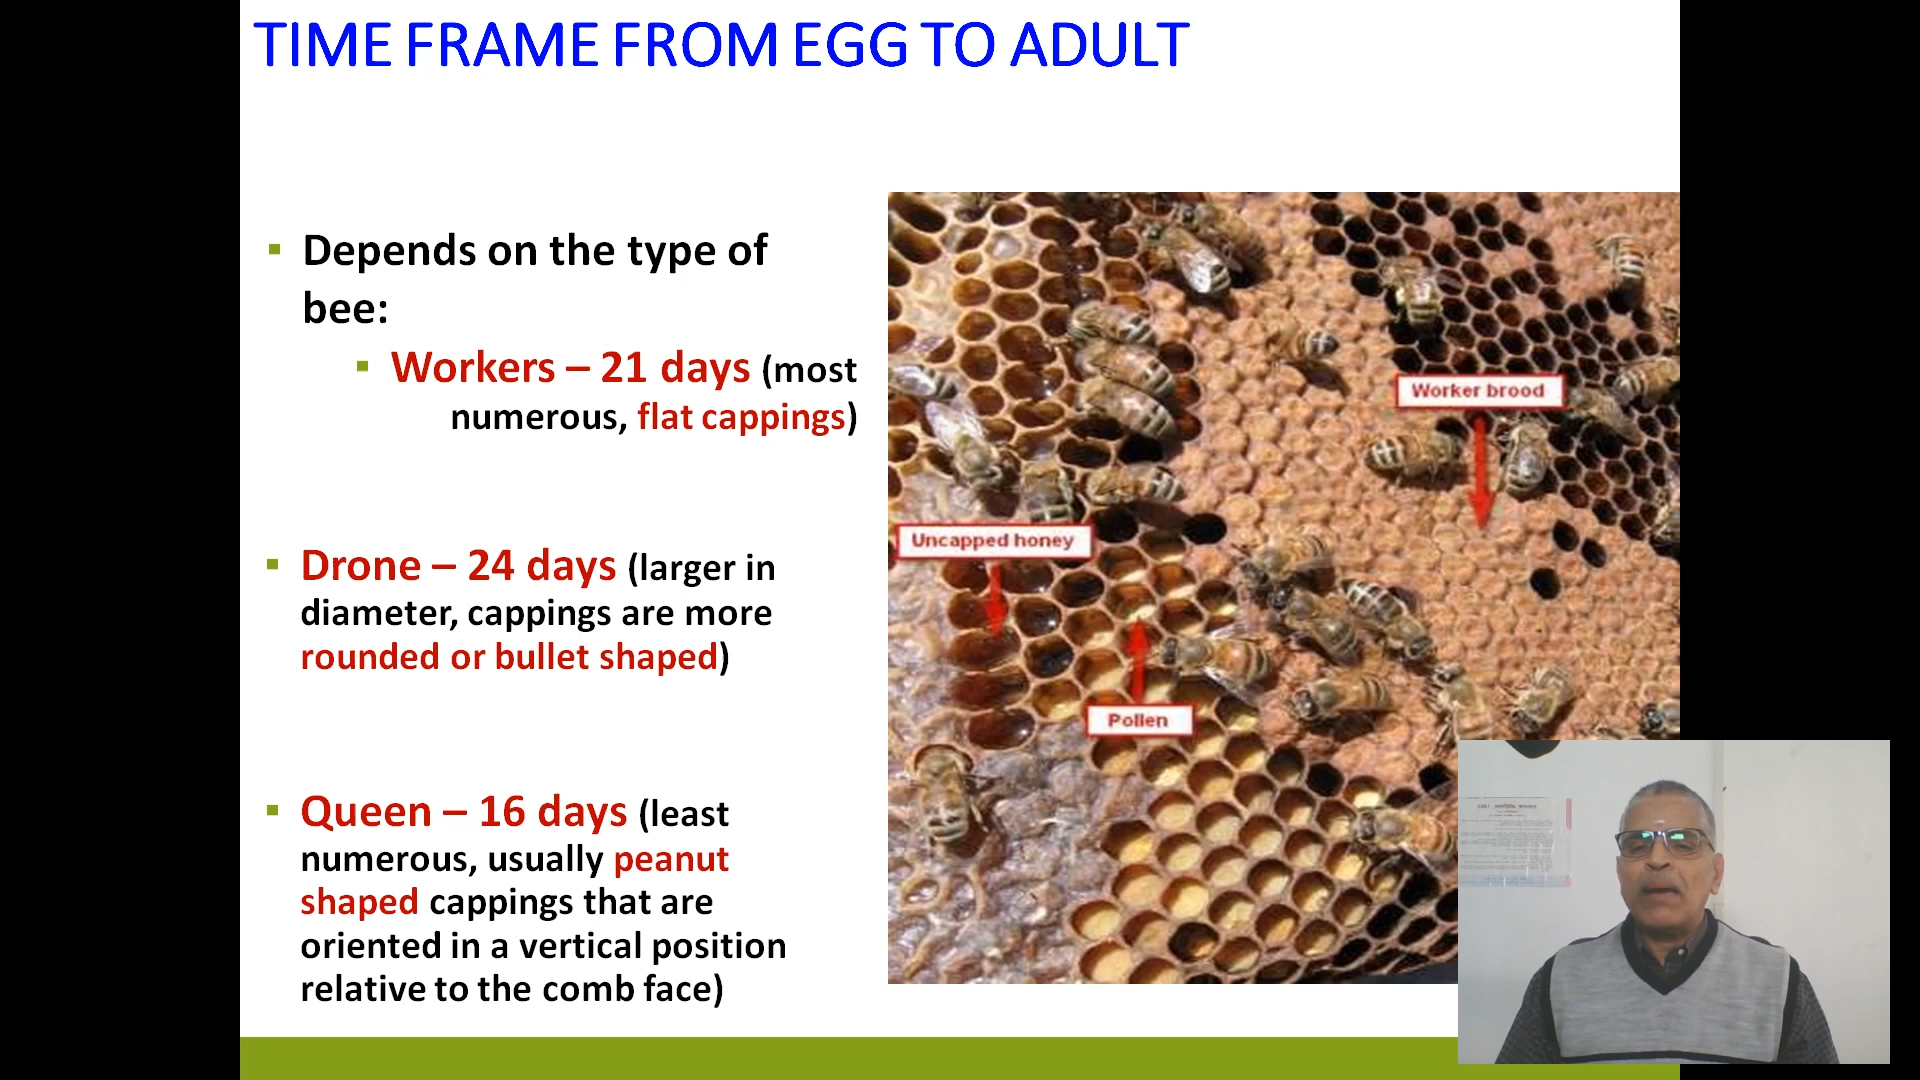 TIME FRAME FROM EGG TO ADULT
▪ Depends on the type of
bee:
▪ Workers – 21 days (most
numerous, flat cappings)
▪ Drone – 24 days (larger in
diameter, cappings are more
rounded or bullet shaped)
▪ Queen – 16 days (least
numerous, usually peanut
shaped cappings that are
oriented in a vertical position
relative to the comb face)
Worker brood
Uncapped honey
Pollen